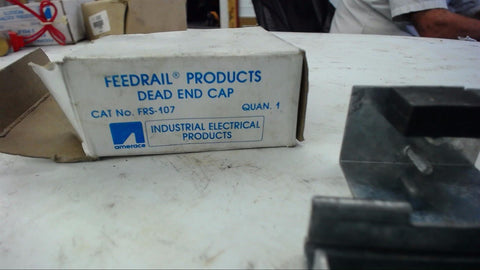 FEEDRAIL® PRODUCTS
DEAD END CAP
CAT No. FRS-107 QUAN. 1
amerace
INDUSTRIAL ELECTRICAL
PRODUCTS